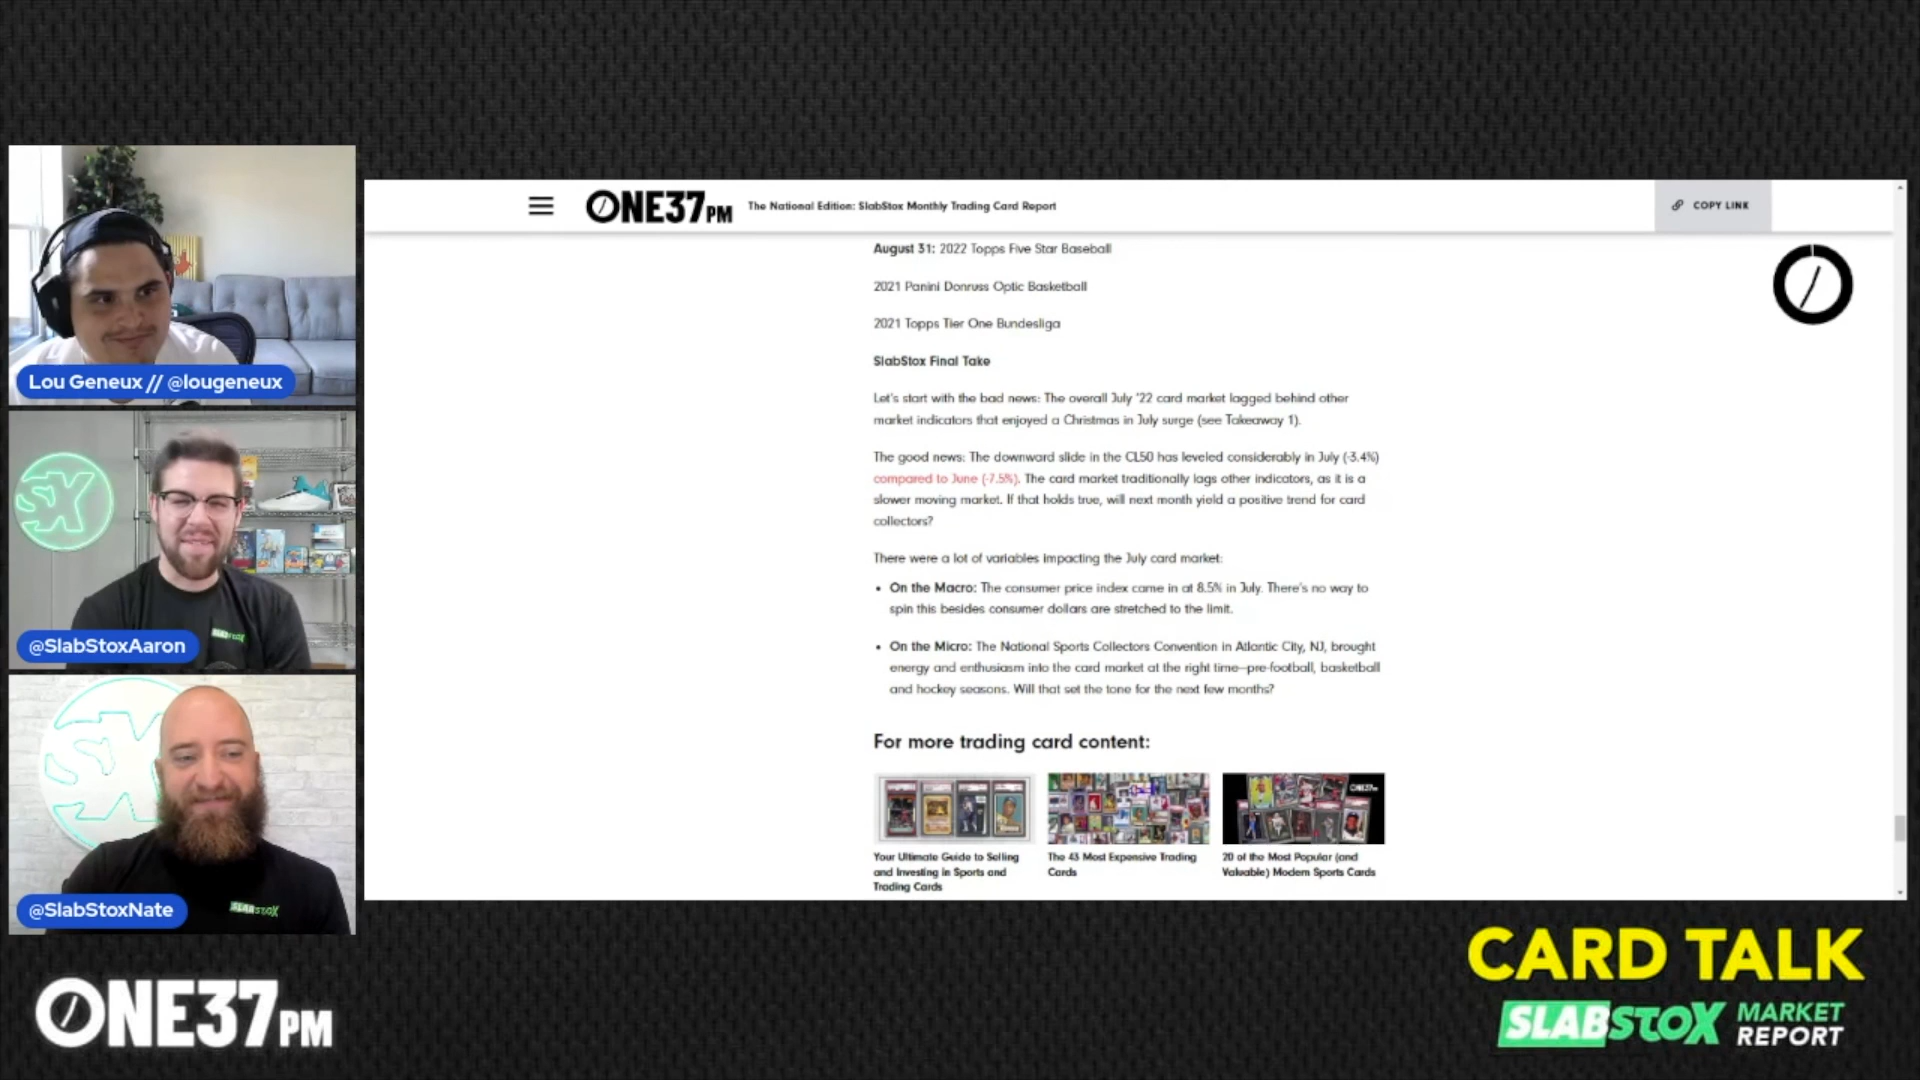 Lou Geneux // @lougeneux
@SlabStoxAaron
SLABSTOX
@SlabStoxNate
SLABSTOX
ONE37PM
ONE37PM
The National Edition: SlabStox Monthly Trading Card Report
COPY LINK
August 31: 2022 Topps Five Star Baseball
2021 Panini Donruss Optic Basketball
2021 Topps Tier One Bundesliga
SlabStox Final Take
Let's start with the bad news: The overall July '22 card market lagged behind other
market indicators that enjoyed a Christmas in July surge (see Takeaway 1).
The good news: The downward slide in the CL50 has leveled considerably in July (-3.4%)
compared to June (-7.5%). The card market traditionally lags other indicators, as it is a
slower moving market. If that holds true, will next month yield a positive trend for card
collectors?
There were a lot of variables impacting the July card market:
• On the Macro: The consumer price index came in at 8.5% in July. There's no way to
spin this besides consumer dollars are stretched to the limit.
• On the Micro: The National Sports Collectors Convention in Atlantic City, NJ, brought
energy and enthusiasm into the card market at the right time—pre-football, basketball
and hockey seasons. Will that set the tone for the next few months?
For more trading card content:
Your Ultimate Guide to Selling
and Investing in Sports and
Trading Cards
The 43 Most Expensive Trading
Cards
20 of the Most Popular (and
Valuable) Modern Sports Cards
CARD TALK
SLABSTOX
MARKET
REPORT